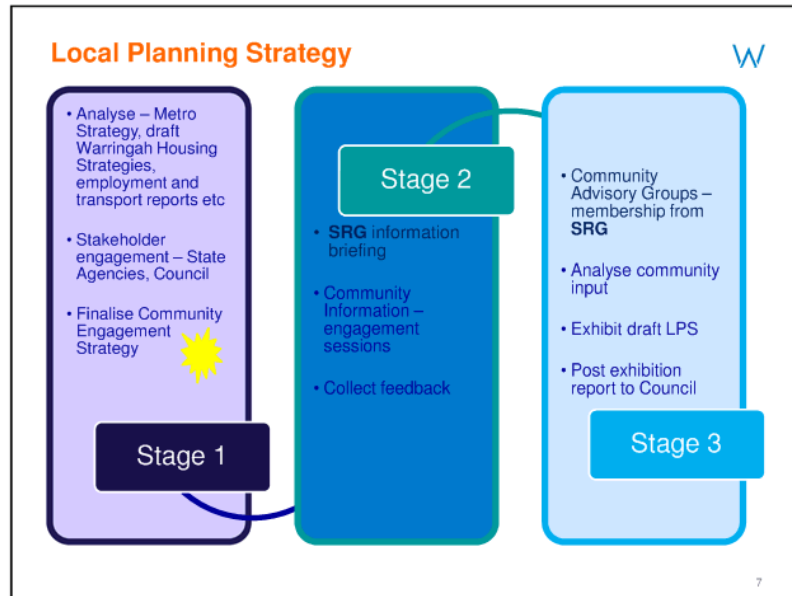 Local Planning Strategy
W
• Analyse – Metro
Strategy, draft
Warringah Housing
Strategies,
employment and
transport reports etc
• Stakeholder
engagement – State
Agencies, Council
• Finalise Community
Engagement
Strategy
Stage 1
Stage 2
• SRG information
briefing
• Community
Information –
engagement
sessions
• Collect feedback
• Community
Advisory Groups –
membership from
SRG
• Analyse community
input
• Exhibit draft LPS
• Post exhibition
report to Council
Stage 3
7